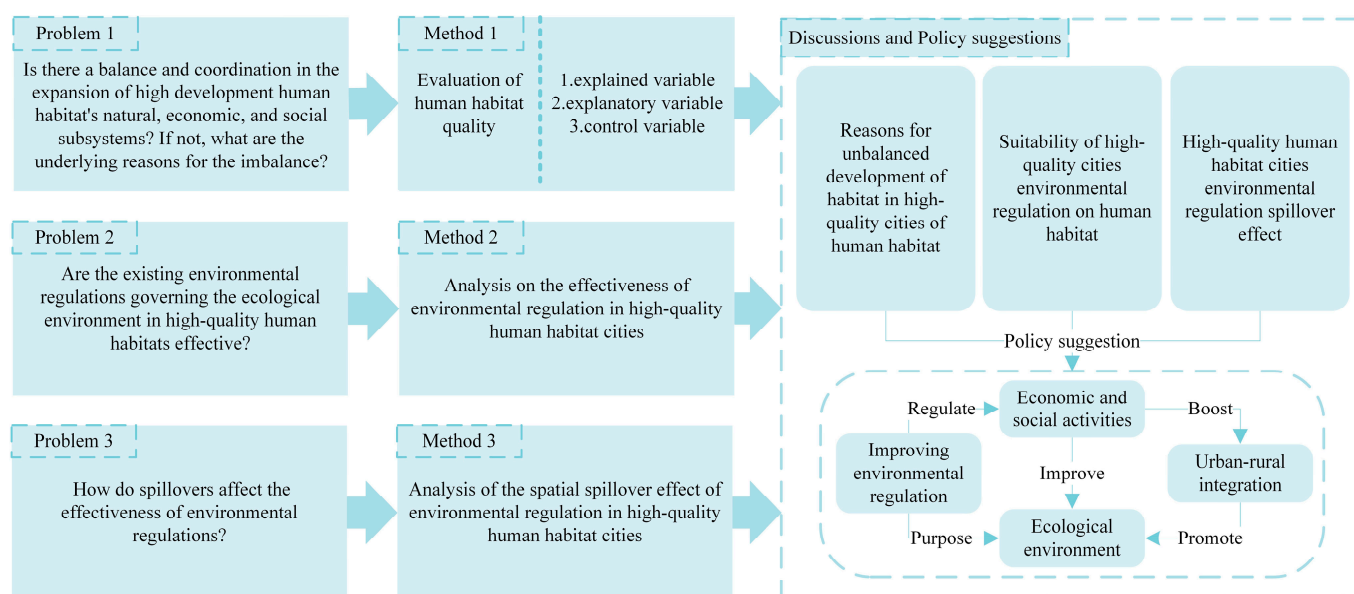 Problem 1
Is there a balance and coordination in the
expansion of high development human
habitat's natural, economic, and social
subsystems? If not, what are the
underlying reasons for the imbalance?
Method 1
Evaluation of
human habitat
quality
1.explained variable
2.explanatory variable
3.control variable
Problem 2
Are the existing environmental
regulations governing the ecological
environment in high-quality human
habitats effective?
Method 2
Analysis on the effectiveness of
environmental regulation in high-quality
human habitat cities
Problem 3
How do spillovers affect the
effectiveness of environmental
regulations?
Method 3
Analysis of the spatial spillover effect of
environmental regulation in high-quality
human habitat cities
Discussions and Policy suggestions
Reasons for
unbalanced
development of
habitat in high-
quality cities of
human habitat
Suitability of high-
quality cities
environmental
regulation on human
habitat
High-quality human
habitat cities
environmental
regulation spillover
effect
Policy suggestion
Regulate
Economic and
social activities
Boost
Improving
environmental
regulation
Improve
Urban-rural
integration
Purpose
Ecological
environment
Promote